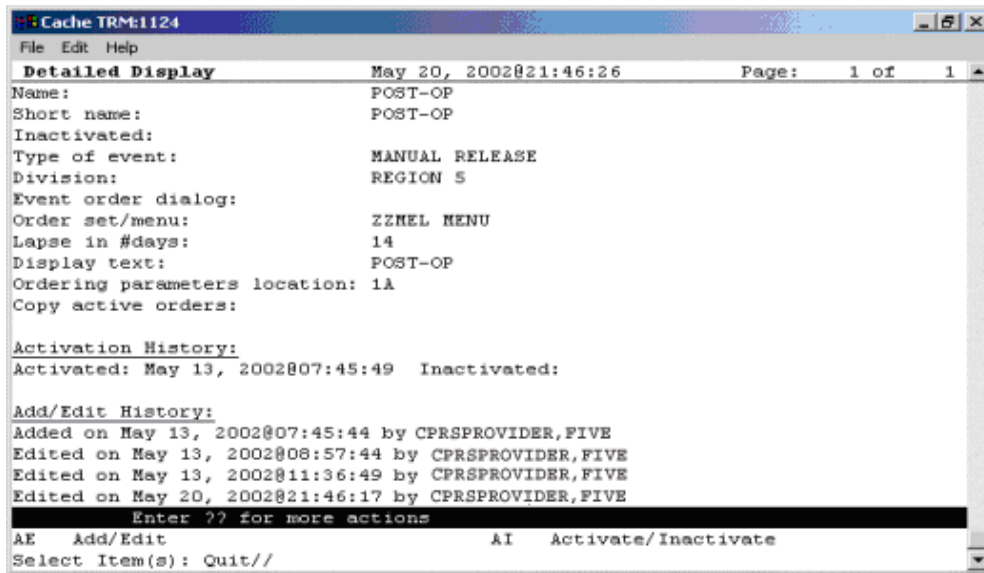 Cache TRM:1124
File Edit Help
Detailed Display May 20, 2002@21:46:26 Page: 1 of 1
Name: POST-OP
Short name: POST-OP
Inactivated:
Type of event: MANUAL RELEASE
Division: REGION 5
Event order dialog:
Order set/menu: ZZMEL MENU
Lapse in #days: 14
Display text: POST-OP
Ordering parameters location: 1A
Copy active orders:
Activation History:
Activated: May 13, 2002@07:45:49 Inactivated:
Add/Edit History:
Added on May 13, 2002@07:45:44 by CPRSPROVIDER,FIVE
Edited on May 13, 2002@08:57:44 by CPRSPROVIDER,FIVE
Edited on May 13, 2002@11:36:49 by CPRSPROVIDER,FIVE
Edited on May 20, 2002@21:46:17 by CPRSPROVIDER,FIVE
Enter ?? for more actions
AE Add/Edit AI Activate/Inactivate
Select Item(s): Quit//